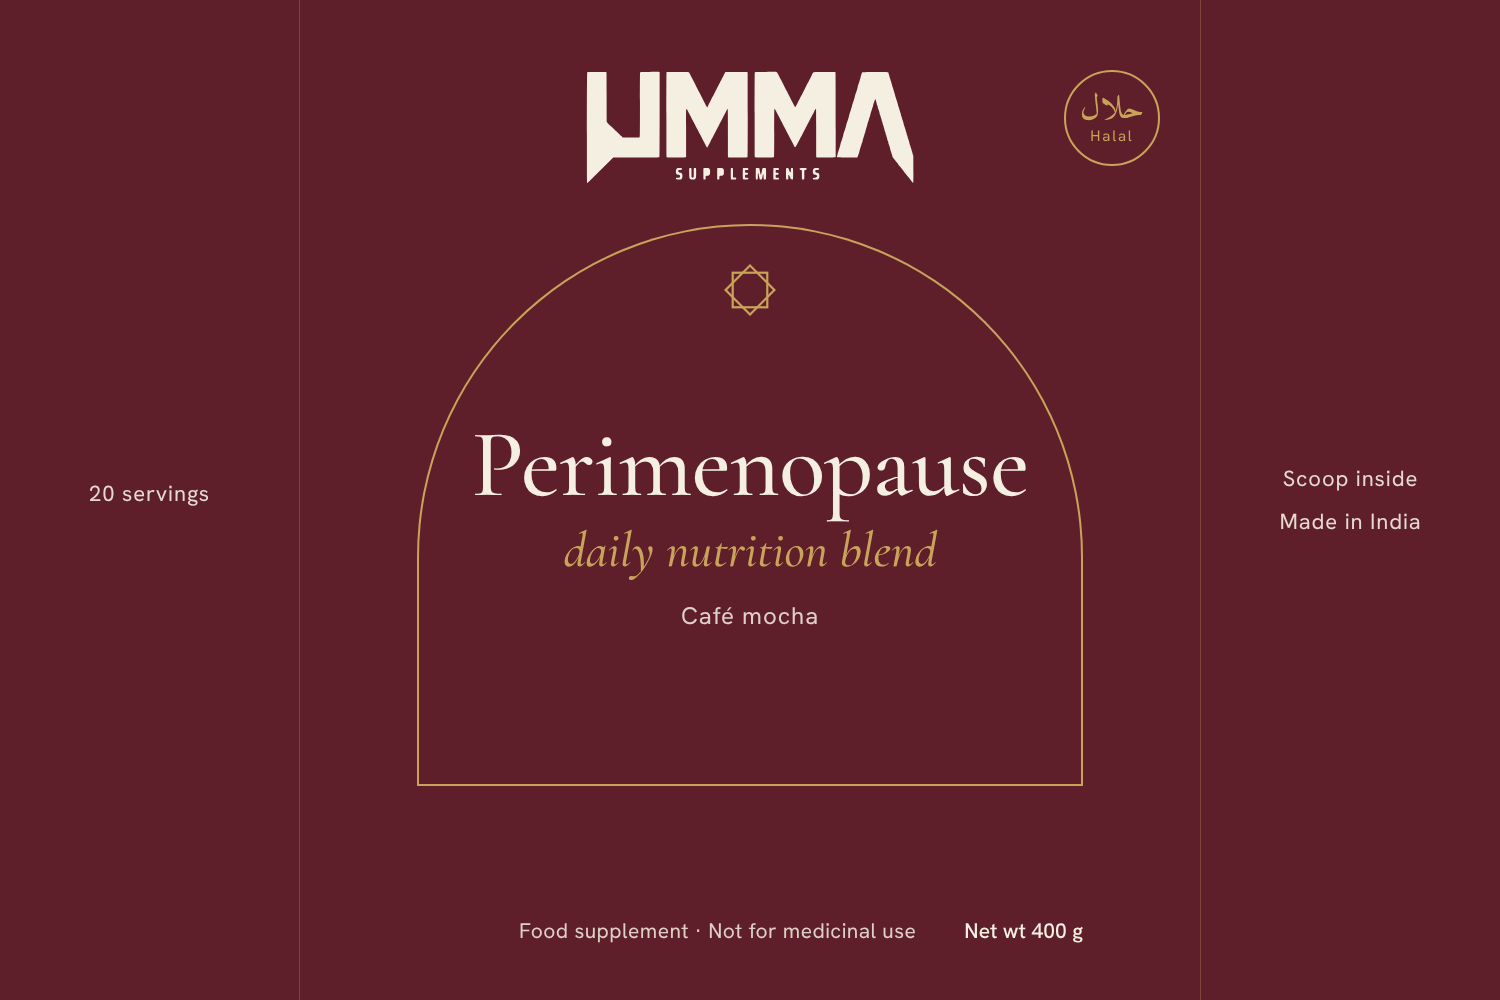 UMMA
SUPPLEMENTS
حلال
Halal
Perimenopause
daily nutrition blend
Café mocha
20 servings
Scoop inside
Made in India
Food supplement · Not for medicinal use
Net wt 400 g